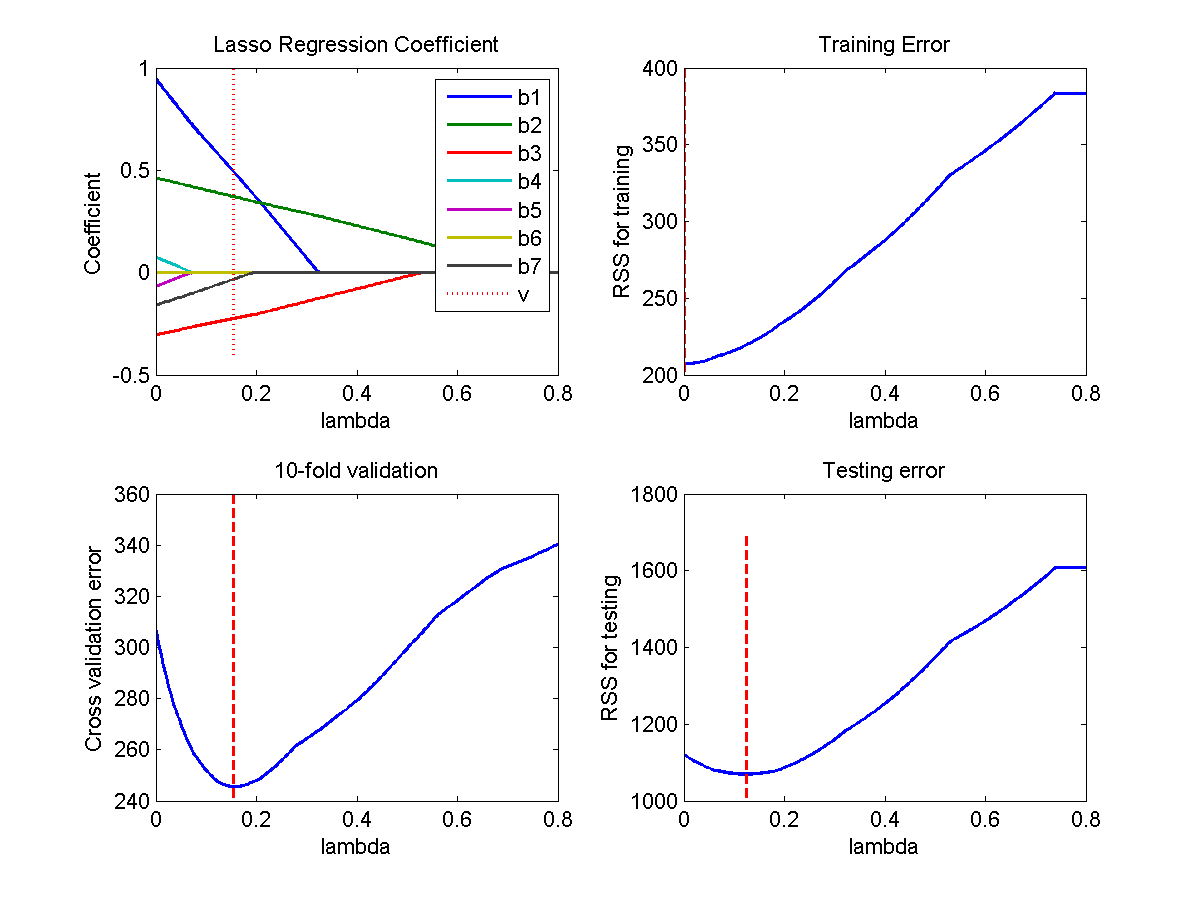 Lasso Regression Coefficient
1
0.5
0
-0.5
Coefficient
0 0.2 0.4 0.6 0.8
lambda
b1
b2
b3
b4
b5
b6
b7
v
Training Error
400
350
300
250
200
RSS for training
0 0.2 0.4 0.6 0.8
lambda
10-fold validation
360
340
320
300
280
260
240
Cross validation error
0 0.2 0.4 0.6 0.8
lambda
Testing error
1800
1600
1400
1200
1000
RSS for testing
0 0.2 0.4 0.6 0.8
lambda